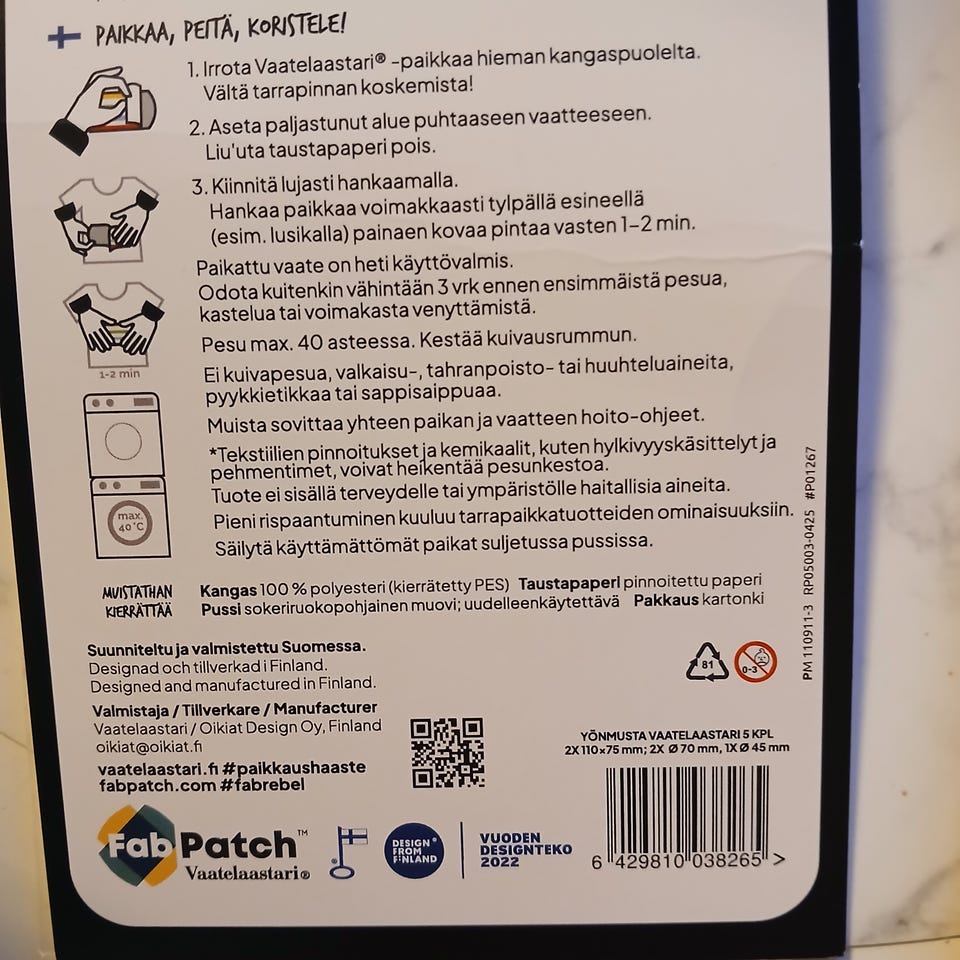 PAIKKAA, PEITÄ, KORISTELE!
1. Irrota Vaatelaastari® -paikkaa hieman kangaspuolelta.
Vältä tarrapinnan koskemista!
2. Aseta paljastunut alue puhtaaseen vaatteeseen.
Liu'uta taustapaperi pois.
3. Kiinnitä lujasti hankaamalla.
Hankaa paikkaa voimakkaasti tylpällä esineellä
(esim. lusikalla) painaen kovaa pintaa vasten 1–2 min.
1-2 min
Paikattu vaate on heti käyttövalmis.
Odota kuitenkin vähintään 3 vrk ennen ensimmäistä pesua,
kastelua tai voimakasta venyttämistä.
Pesu max. 40 asteessa. Kestää kuivausrummun.
Ei kuivapesua, valkaisu-, tahranpoisto- tai huuhteluaineita,
pyykkietikkaa tai sappisaippuaa.
Muista sovittaa yhteen paikan ja vaatteen hoito-ohjeet.
*Tekstiilien pinnoitukset ja kemikaalit, kuten hylkivyyskäsittelyt ja
pehmentimet, voivat heikentää pesunkestoa.
Tuote ei sisällä terveydelle tai ympäristölle haitallisia aineita.
Pieni rispaantuminen kuuluu tarrapaikkatuotteiden ominaisuuksiin.
Säilytä käyttämättömät paikat suljetussa pussissa.
max.
40°C
MUISTATHAN
KIERRÄTTÄÄ
Kangas 100 % polyesteri (kierrätetty PES) Taustapaperi pinnoitettu paperi
Pussi sokeriruokopohjainen muovi; uudelleenkäytettävä Pakkaus kartonki
PM 110911-3 RP05003-0425 #P01267
Suunniteltu ja valmistettu Suomessa.
Designad och tillverkad i Finland.
Designed and manufactured in Finland.
81
0-3
Valmistaja / Tillverkare / Manufacturer
Vaatelaastari / Oikiat Design Oy, Finland
oikiat@oikiat.fi
vaatelaastari.fi #paikkaushaaste
fabpatch.com #fabrebel
YÖNMUSTA VAATELAASTARI 5 KPL
2X 110×75 mm; 2X Ø 70 mm, 1X Ø 45 mm
FabPatch™
Vaatelaastari®
DESIGN
FROM
FINLAND
VUODEN
DESIGNTEKO
2022
6 429810 038265 >